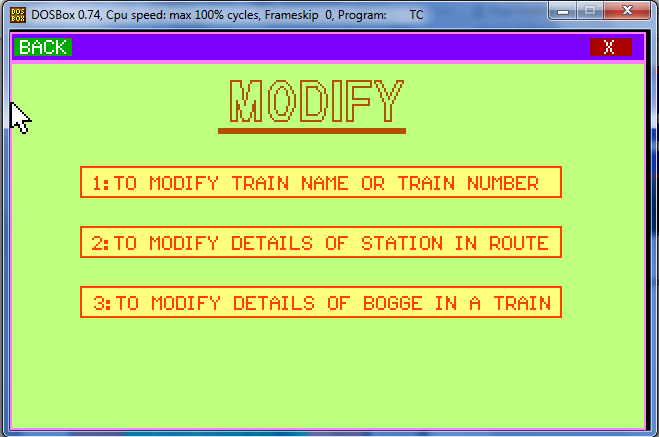 DOS BOX
DOSBox 0.74, Cpu speed: max 100% cycles, Frameskip 0, Program: TC
BACK
X
MODIFY
1:TO MODIFY TRAIN NAME OR TRAIN NUMBER
2:TO MODIFY DETAILS OF STATION IN ROUTE
3:TO MODIFY DETAILS OF BOGGE IN A TRAIN